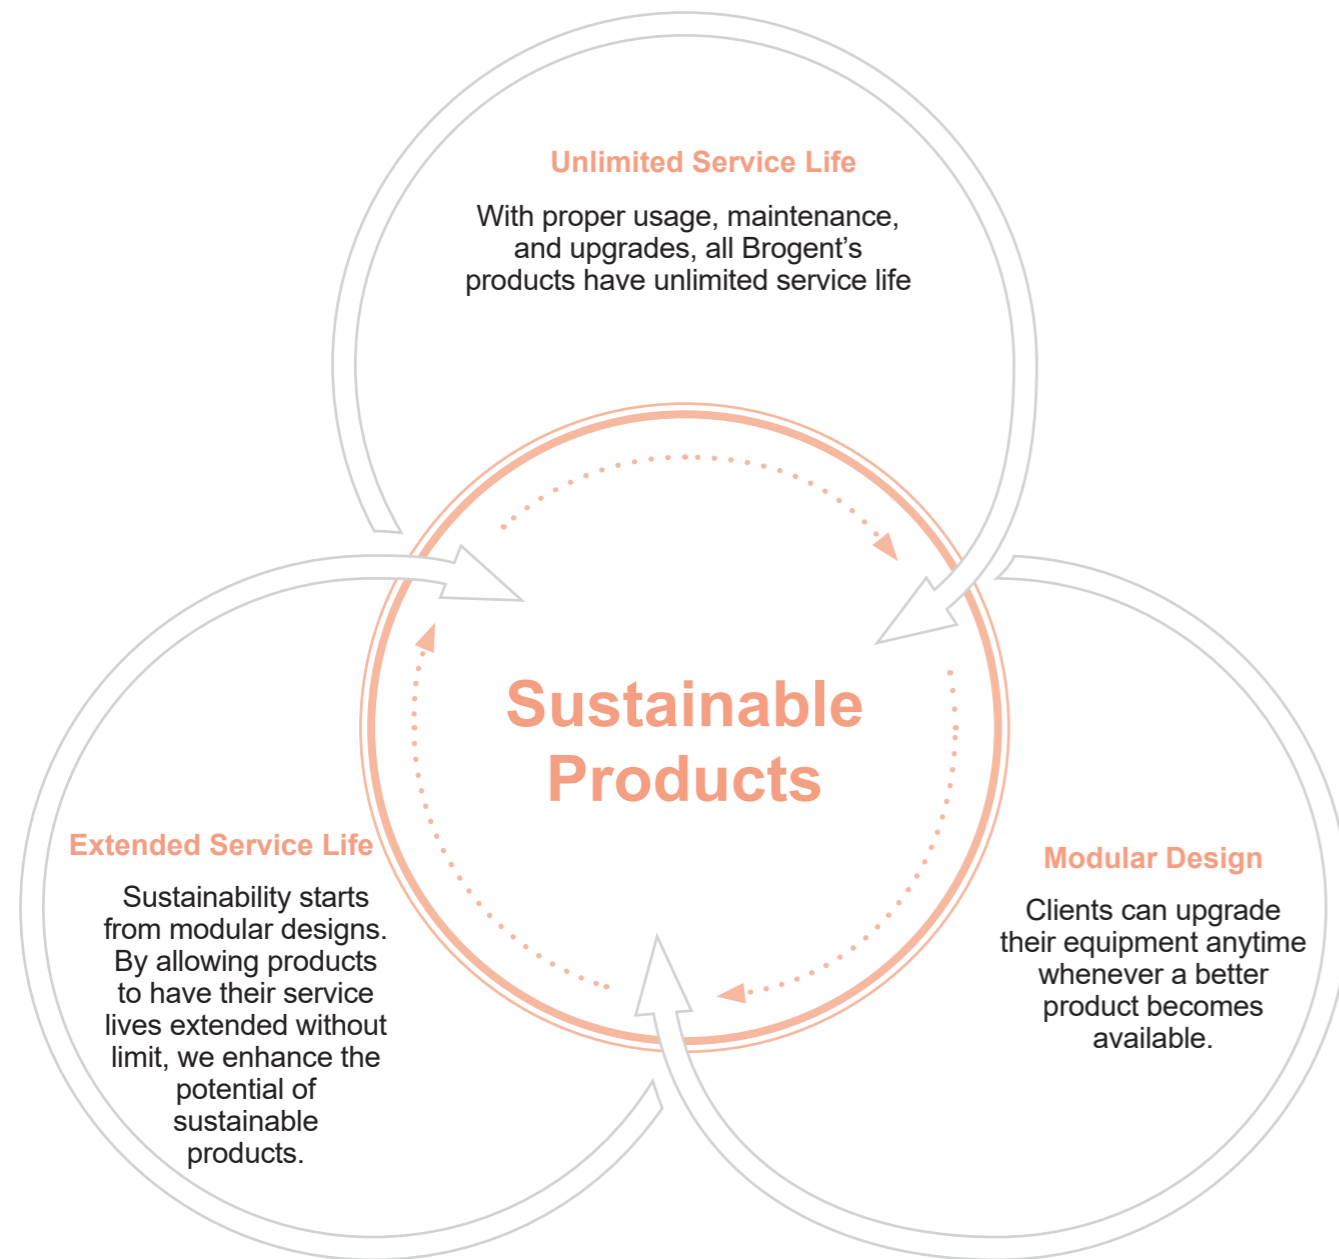 Unlimited Service Life
With proper usage, maintenance,
and upgrades, all Brogent’s
products have unlimited service life
Sustainable
Products
Extended Service Life
Sustainability starts
from modular designs.
By allowing products
to have their service
lives extended without
limit, we enhance the
potential of
sustainable
products.
Modular Design
Clients can upgrade
their equipment anytime
whenever a better
product becomes
available.